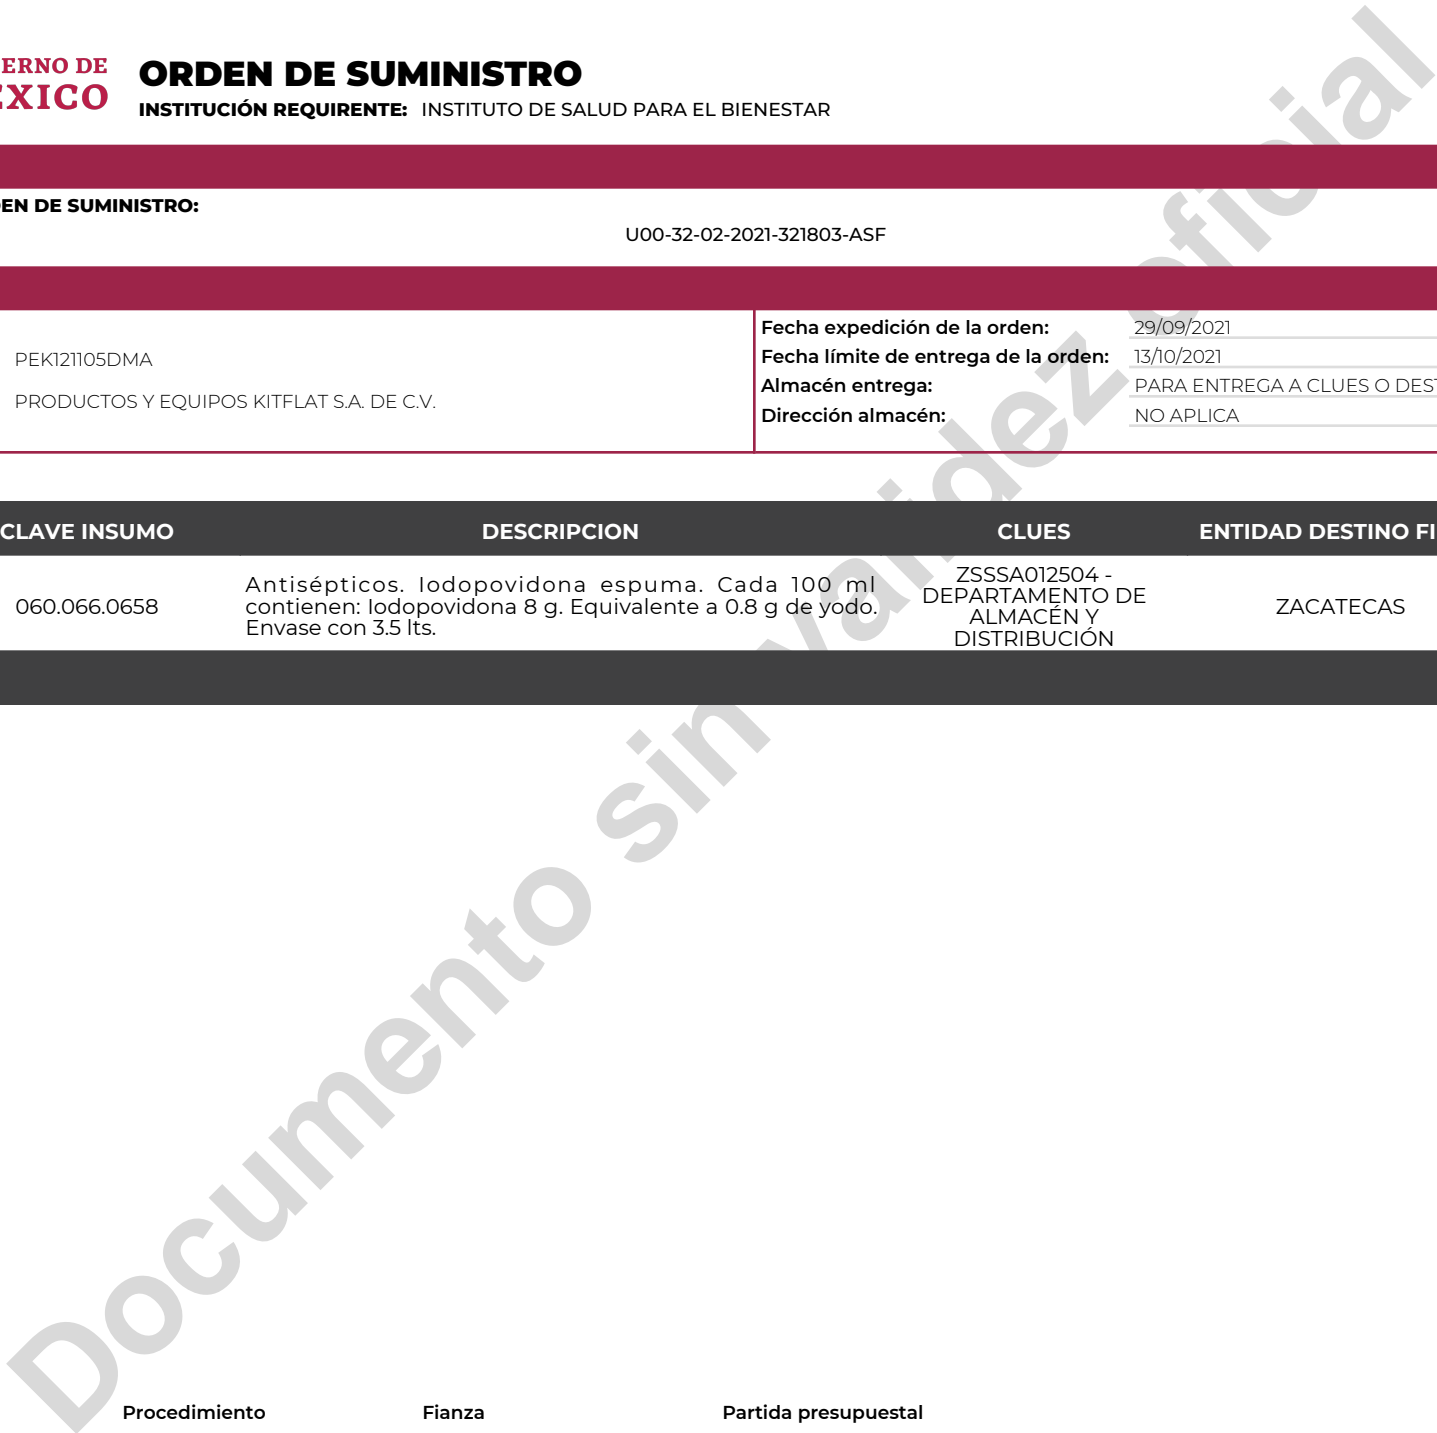 ERNO DE
EXICO
ORDEN DE SUMINISTRO
INSTITUCIÓN REQUIRENTE: INSTITUTO DE SALUD PARA EL BIENESTAR
EN DE SUMINISTRO:
U00-32-02-2021-321803-ASF
PEK121105DMA
PRODUCTOS Y EQUIPOS KITFLAT S.A. DE C.V.
Fecha expedición de la orden: 29/09/2021
Fecha límite de entrega de la orden: 13/10/2021
Almacén entrega: PARA ENTREGA A CLUES O DEST
Dirección almacén: NO APLICA
CLAVE INSUMO DESCRIPCION CLUES ENTIDAD DESTINO FI
060.066.0658
Antisépticos. Iodopovidona espuma. Cada 100 ml
contienen: Iodopovidona 8 g. Equivalente a 0.8 g de yodo.
Envase con 3.5 lts.
ZSSSA012504 -
DEPARTAMENTO DE
ALMACÉN Y
DISTRIBUCIÓN
ZACATECAS
Documento sin validez oficial
Procedimiento Fianza Partida presupuestal